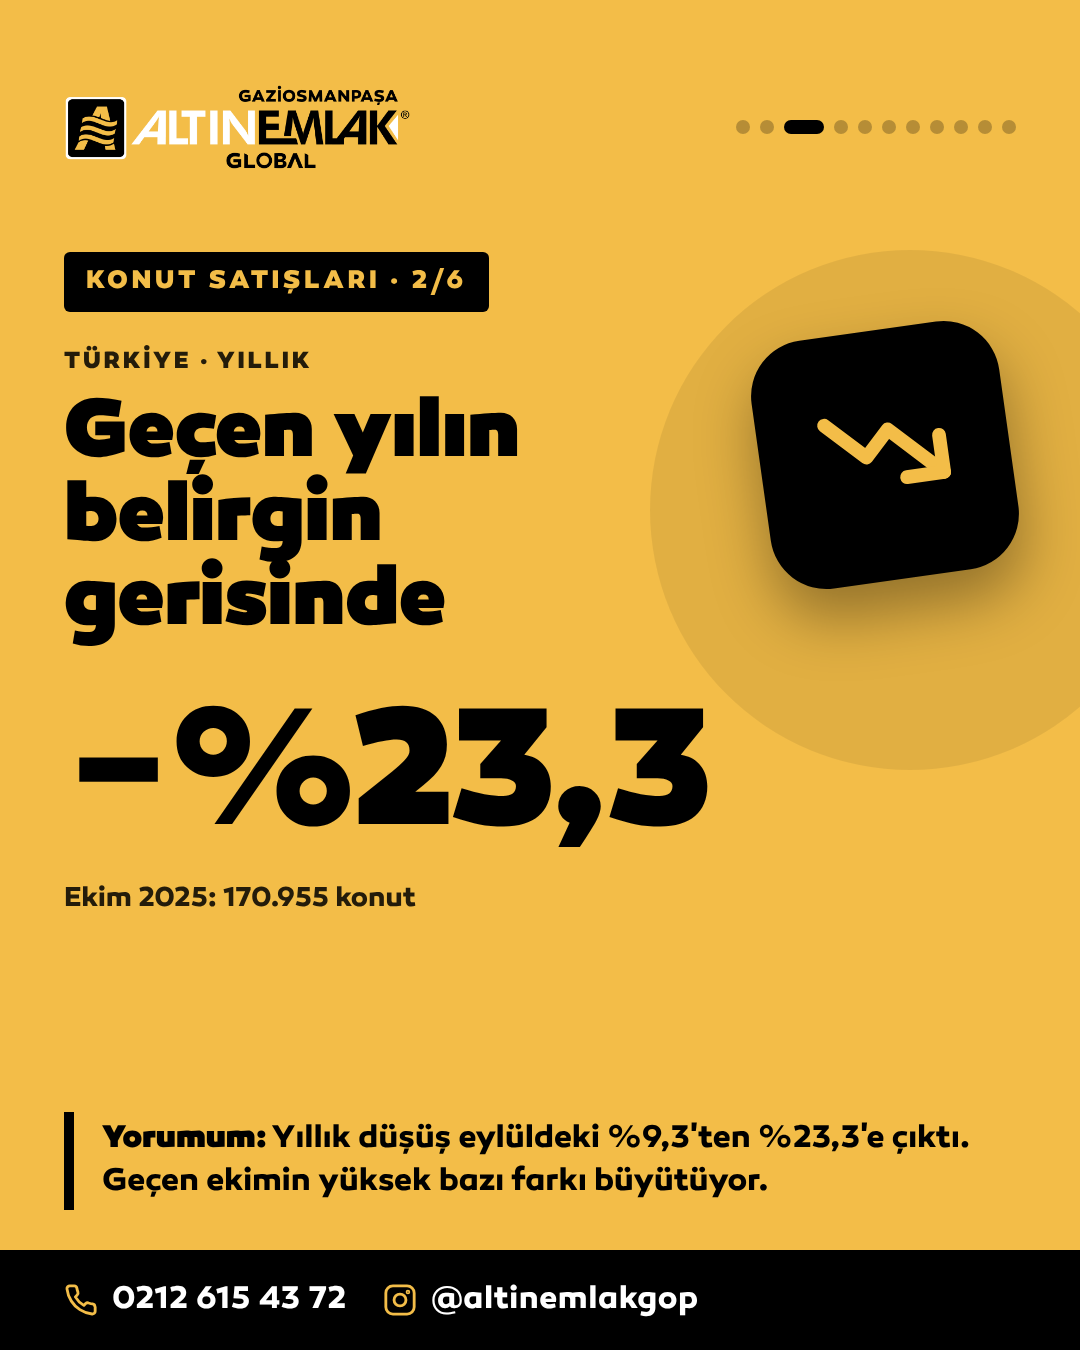 GAZİOSMANPAŞA
ALTINEMLAK®
GLOBAL
KONUT SATIŞLARI · 2/6
TÜRKİYE · YILLIK
Geçen yılın
belirgin
gerisinde
−%23,3
Ekim 2025: 170.955 konut
Yorumum: Yıllık düşüş eylüldeki %9,3'ten %23,3'e çıktı.
Geçen ekimin yüksek bazı farkı büyütüyor.
0212 615 43 72 @altinemlakgop